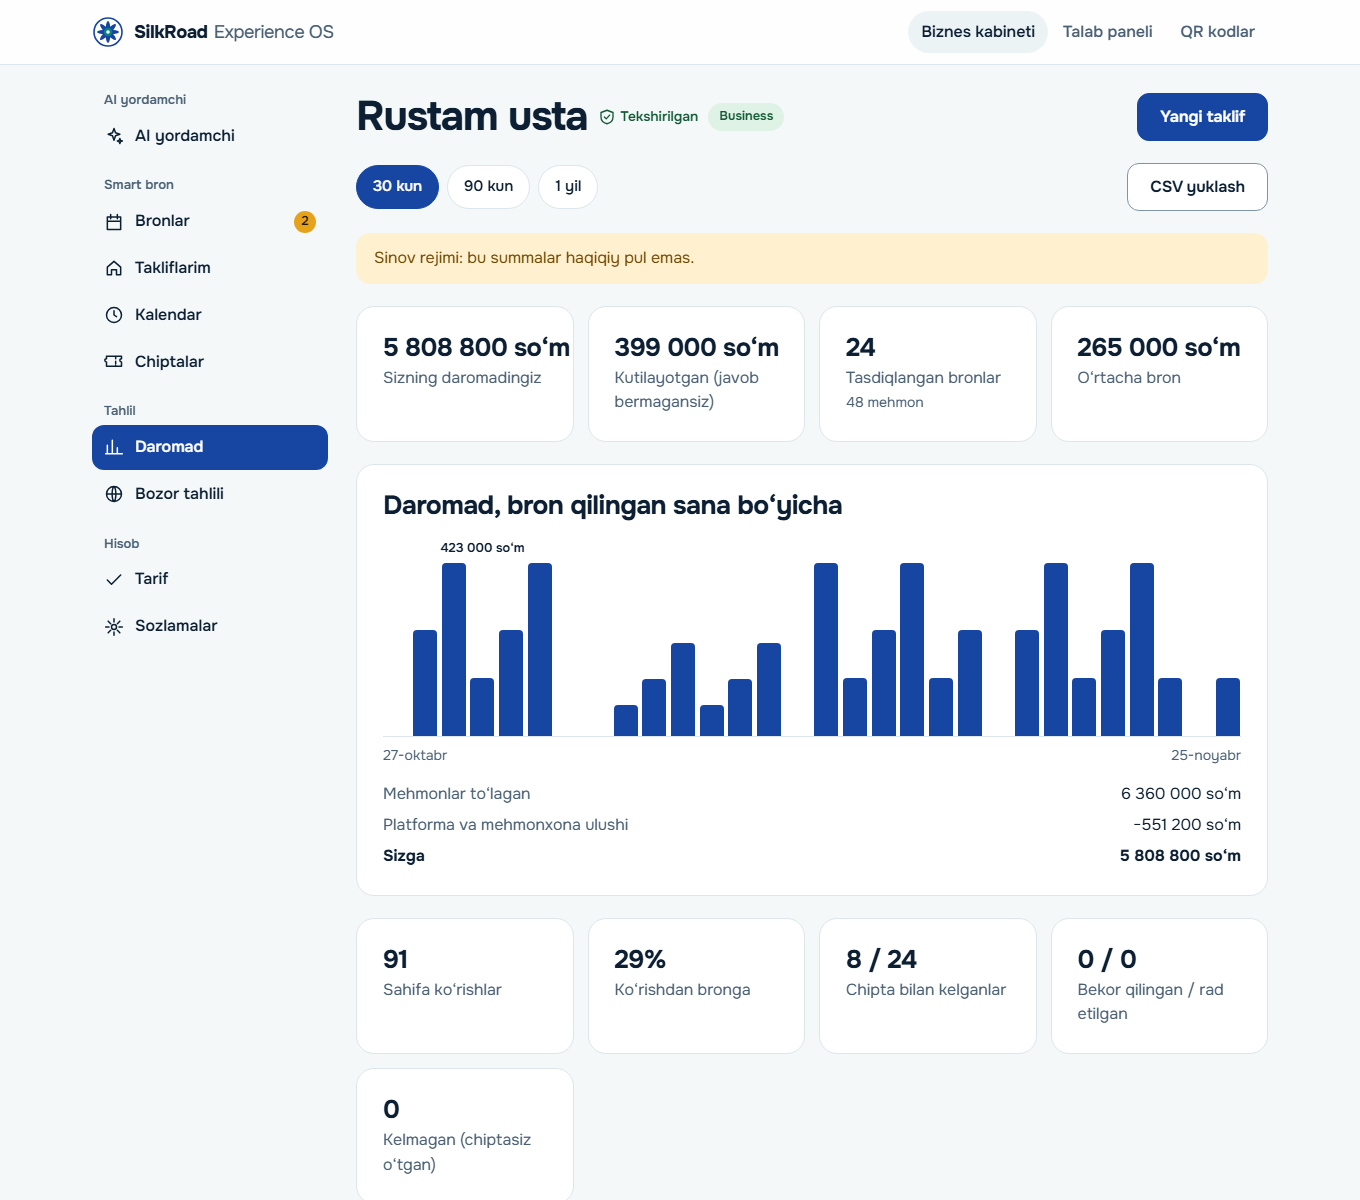 SilkRoad Experience OS
Biznes kabineti
Talab paneli
QR kodlar
AI yordamchi
AI yordamchi
Smart bron
Bronlar
2
Takliflarim
Kalendar
Chiptalar
Tahlil
Daromad
Bozor tahlili
Hisob
Tarif
Sozlamalar
Rustam usta
Tekshirilgan
Business
Yangi taklif
30 kun
90 kun
1 yil
CSV yuklash
Sinov rejimi: bu summalar haqiqiy pul emas.
5 808 800 so‘m
Sizning daromadingiz
399 000 so‘m
Kutilayotgan (javob
bermagansiz)
24
Tasdiqlangan bronlar
48 mehmon
265 000 so‘m
O‘rtacha bron
Daromad, bron qilingan sana bo‘yicha
423 000 so‘m
27-oktabr
25-noyabr
Mehmonlar to‘lagan
6 360 000 so‘m
Platforma va mehmonxona ulushi
-551 200 so‘m
Sizga
5 808 800 so‘m
91
Sahifa ko‘rishlar
29%
Ko‘rishdan bronga
8 / 24
Chipta bilan kelganlar
0 / 0
Bekor qilingan / rad
etilgan
0
Kelmagan (chiptasiz
o‘tgan)